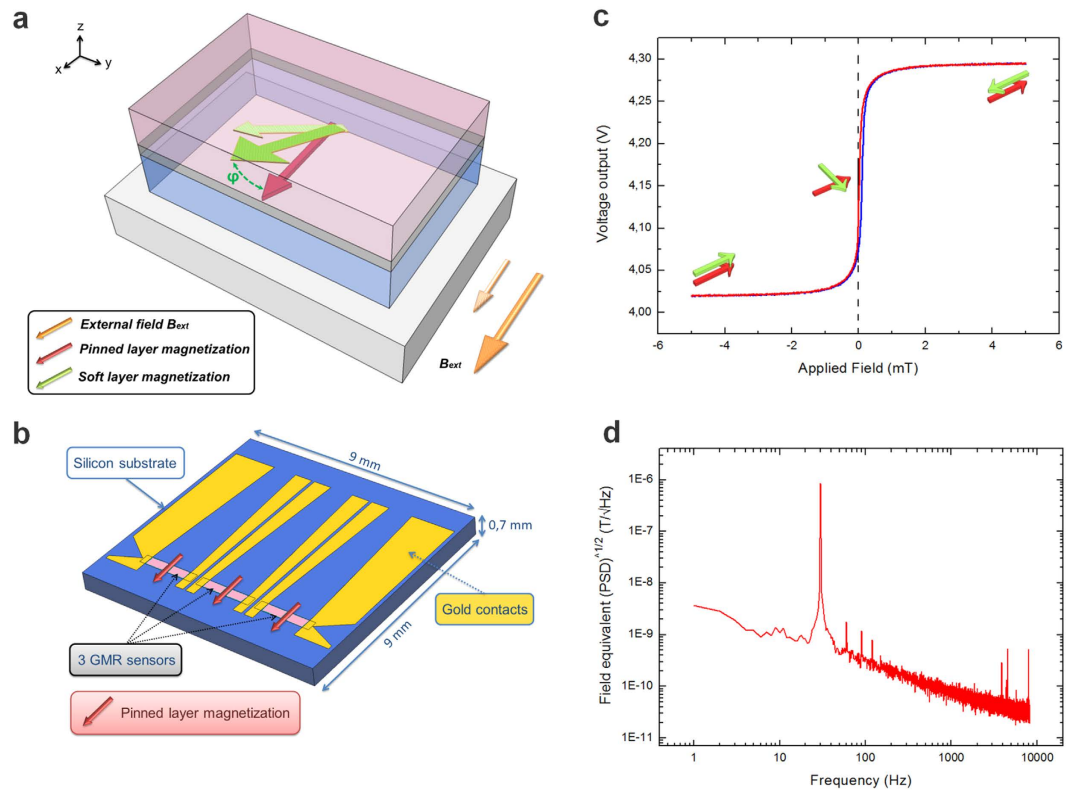 a
z
x
y
φ
External field Bext
Pinned layer magnetization
Soft layer magnetization
Bext
b
Silicon substrate
9 mm
0,7 mm
Gold contacts
9 mm
3 GMR sensors
Pinned layer magnetization
c
4,30
4,25
4,20
4,15
4,10
4,05
4,00
Voltage output (V)
-6
-4
-2
0
2
4
6
Applied Field (mT)
d
1E-6
1E-7
1E-8
1E-9
1E-10
1E-11
Field equivalent (PSD)^1/2 (T/√Hz)
1
10
100
1000
10000
Frequency (Hz)